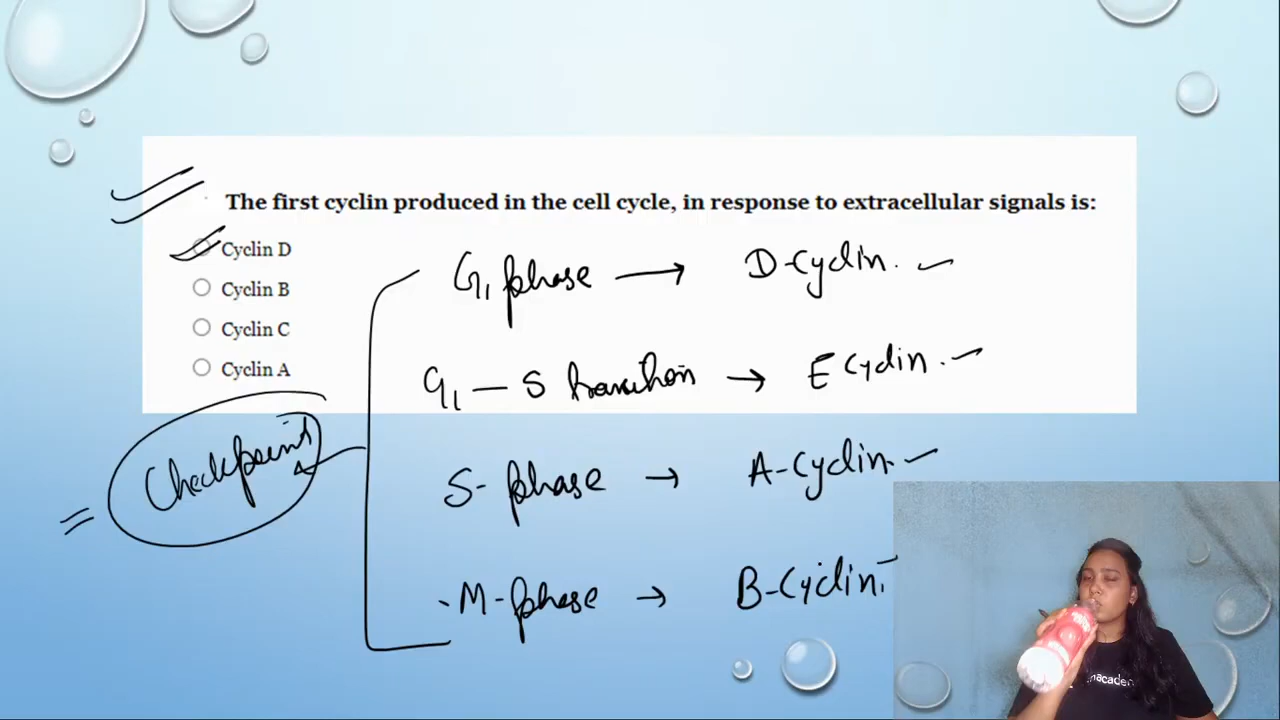 The first cyclin produced in the cell cycle, in response to extracellular signals is:
Cyclin D
Cyclin B
Cyclin C
Cyclin A
G1 phase → D-Cyclin.
G1 — S transition → E Cyclin.
S-phase → A-Cyclin.
M-phase → B-Cyclin.
Checkpoint
nacadem